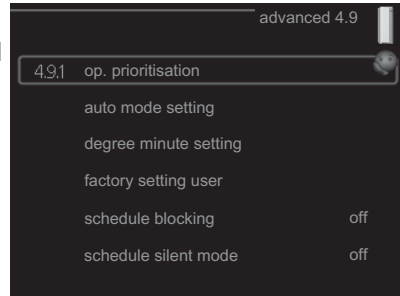 advanced 4.9
4.9.1 op. prioritisation
auto mode setting
degree minute setting
factory setting user
schedule blocking off
schedule silent mode off